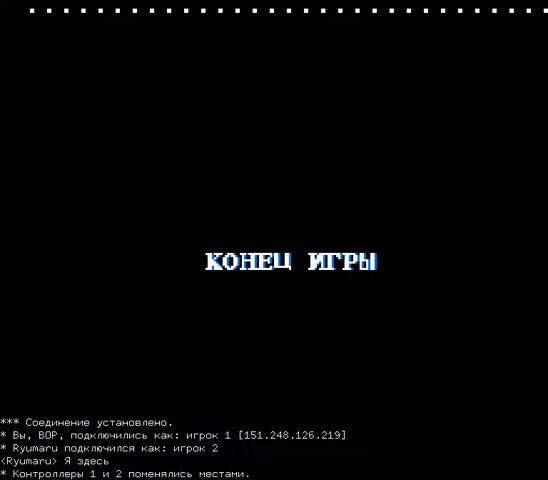 КОНЕЦ ИГРЫ
*** Соединение установлено.
* Вы, ВОР, подключились как: игрок 1 [151.248.126.219]
* Ryumaru подключился как: игрок 2
<Ryumaru> Я здесь
* Контроллеры 1 и 2 поменялись местами.